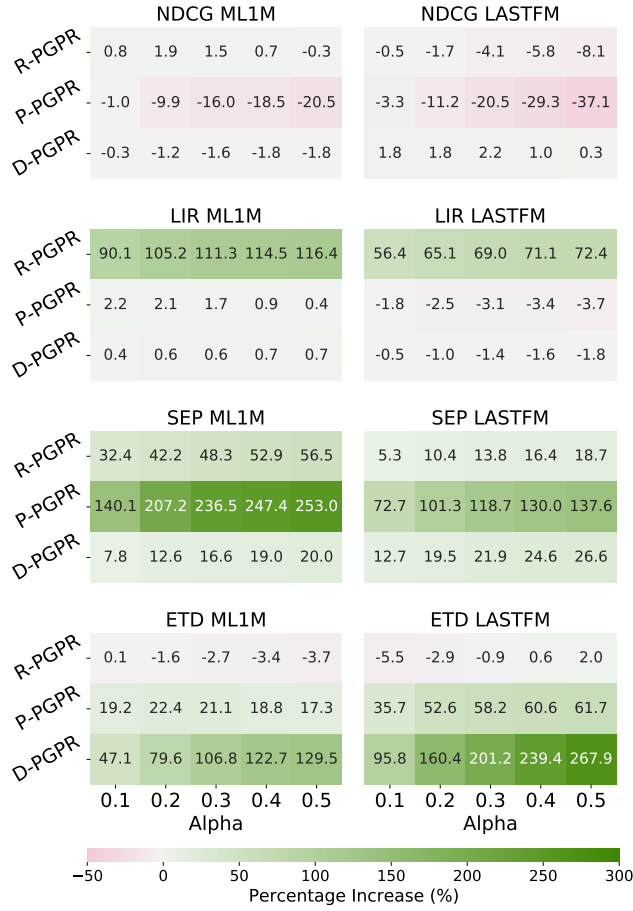 NDCG ML1M NDCG LASTFM
R-PGPR 0.8 1.9 1.5 0.7 -0.3 -0.5 -1.7 -4.1 -5.8 -8.1
P-PGPR -1.0 -9.9 -16.0 -18.5 -20.5 -3.3 -11.2 -20.5 -29.3 -37.1
D-PGPR -0.3 -1.2 -1.6 -1.8 -1.8 1.8 1.8 2.2 1.0 0.3
LIR ML1M LIR LASTFM
R-PGPR 90.1 105.2 111.3 114.5 116.4 56.4 65.1 69.0 71.1 72.4
P-PGPR 2.2 2.1 1.7 0.9 0.4 -1.8 -2.5 -3.1 -3.4 -3.7
D-PGPR 0.4 0.6 0.6 0.7 0.7 -0.5 -1.0 -1.4 -1.6 -1.8
SEP ML1M SEP LASTFM
R-PGPR 32.4 42.2 48.3 52.9 56.5 5.3 10.4 13.8 16.4 18.7
P-PGPR 140.1 207.2 236.5 247.4 253.0 72.7 101.3 118.7 130.0 137.6
D-PGPR 7.8 12.6 16.6 19.0 20.0 12.7 19.5 21.9 24.6 26.6
ETD ML1M ETD LASTFM
R-PGPR 0.1 -1.6 -2.7 -3.4 -3.7 -5.5 -2.9 -0.9 0.6 2.0
P-PGPR 19.2 22.4 21.1 18.8 17.3 35.7 52.6 58.2 60.6 61.7
D-PGPR 47.1 79.6 106.8 122.7 129.5 95.8 160.4 201.2 239.4 267.9
0.1 0.2 0.3 0.4 0.5 0.1 0.2 0.3 0.4 0.5
Alpha Alpha
−50 0 50 100 150 200 250 300
Percentage Increase (%)